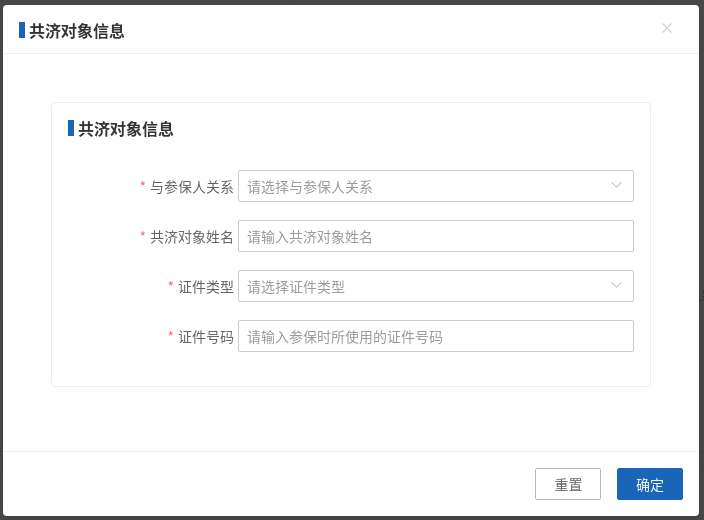 共济对象信息
共济对象信息
* 与参保人关系 请选择与参保人关系
* 共济对象姓名 请输入共济对象姓名
* 证件类型 请选择证件类型
* 证件号码 请输入参保时所使用的证件号码
重置 确定